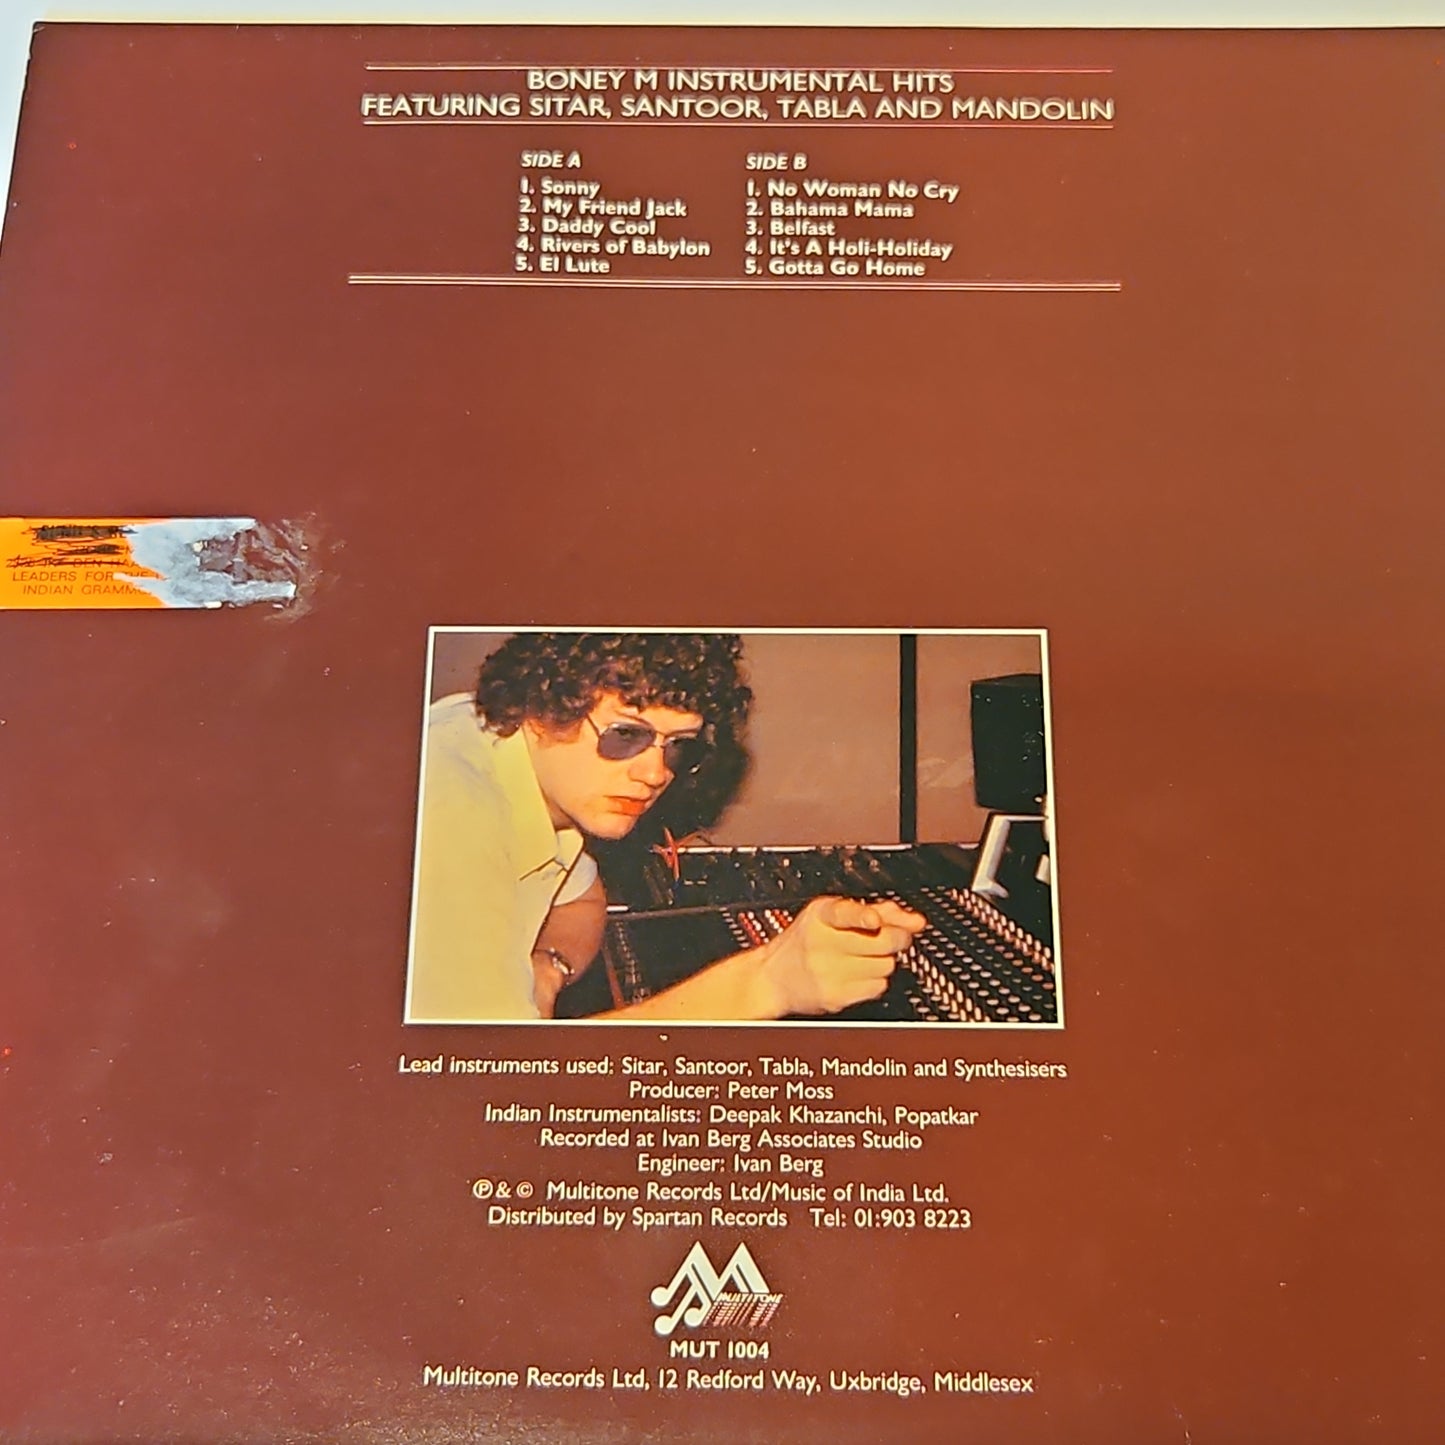 BONEY M INSTRUMENTAL HITS
FEATURING SITAR, SANTOOR, TABLA AND MANDOLIN
SIDE A
1. Sonny
2. My Friend Jack
3. Daddy Cool
4. Rivers of Babylon
5. El Lute
SIDE B
1. No Woman No Cry
2. Bahama Mama
3. Belfast
4. It's A Holi-Holiday
5. Gotta Go Home
DEN HAA
LEADERS FOR THE
INDIAN GRAMM
Lead instruments used: Sitar, Santoor, Tabla, Mandolin and Synthesisers
Producer: Peter Moss
Indian Instrumentalists: Deepak Khazanchi, Popatkar
Recorded at Ivan Berg Associates Studio
Engineer: Ivan Berg
℗ & © Multitone Records Ltd/Music of India Ltd.
Distributed by Spartan Records Tel: 01:903 8223
MULTITONE
MUT 1004
Multitone Records Ltd, 12 Redford Way, Uxbridge, Middlesex